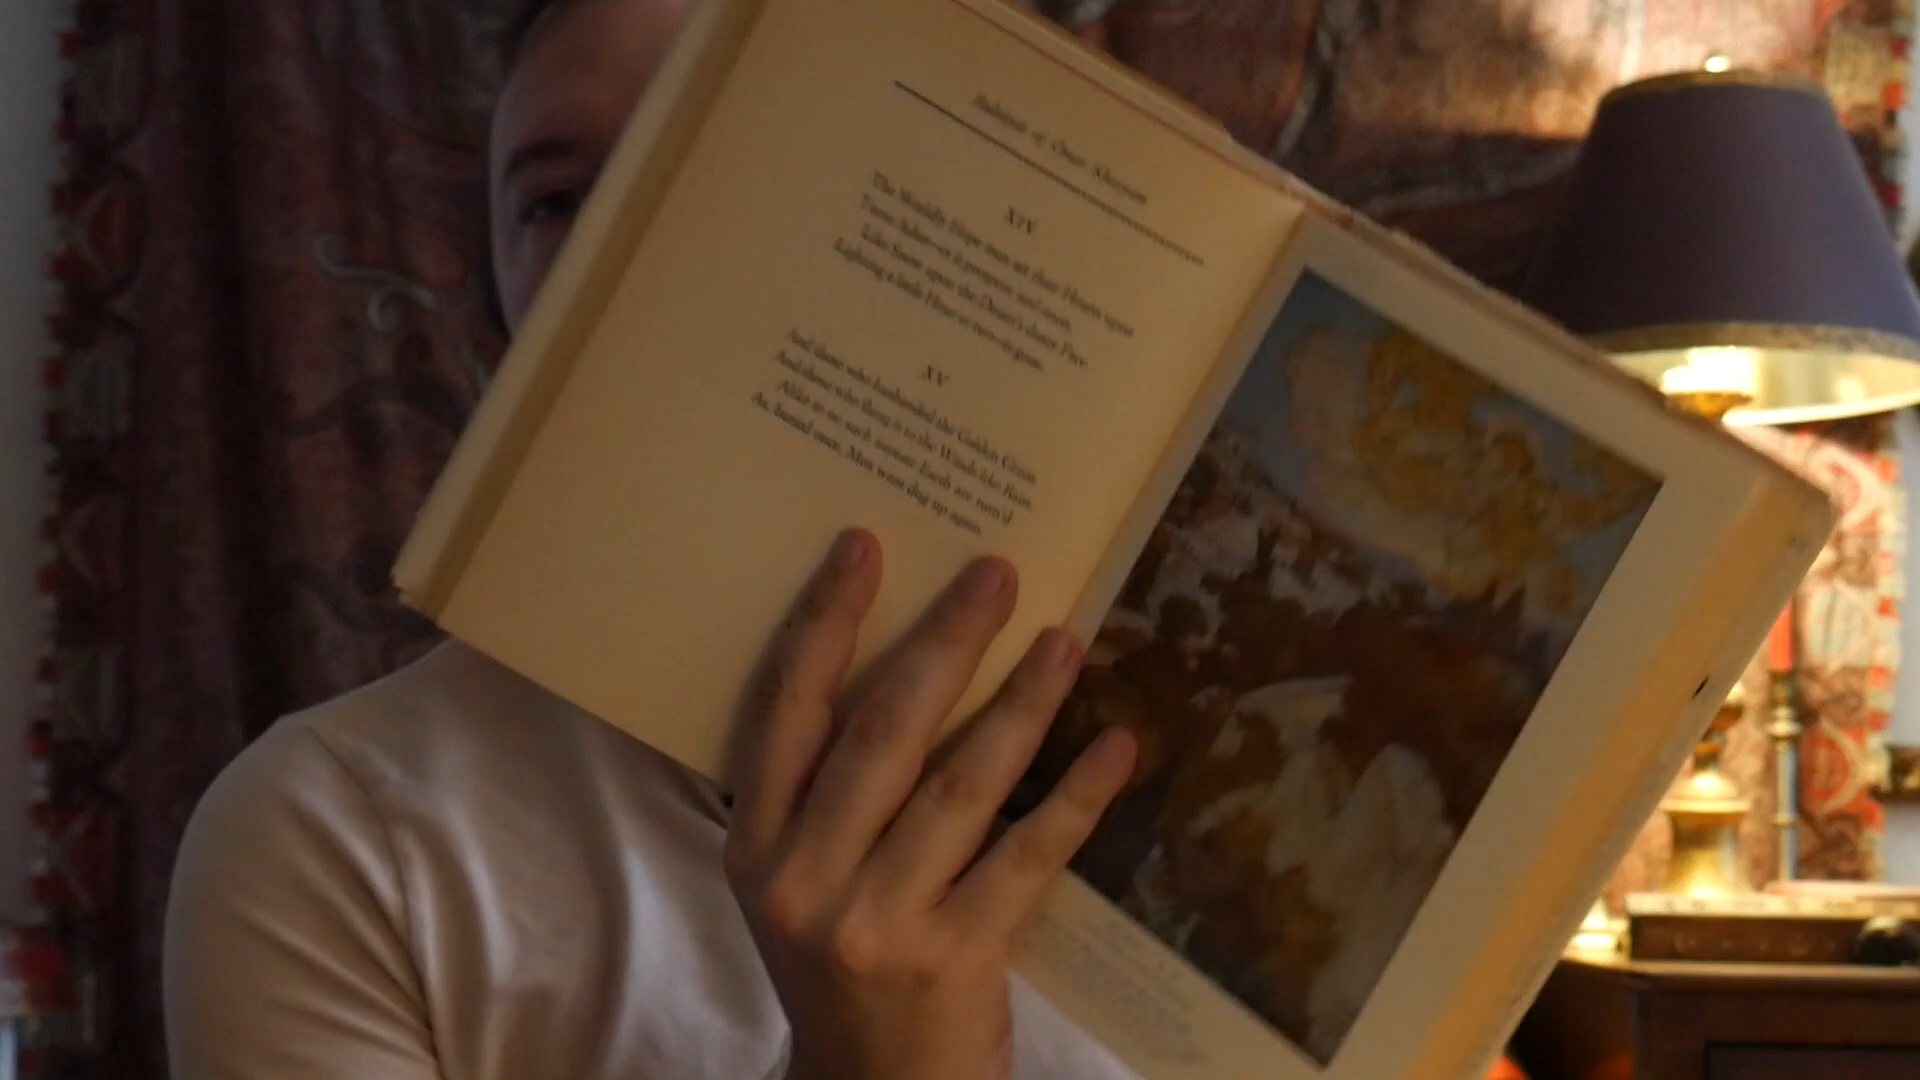 Rubáiyát of Omar Khayyám
XIV
The Worldly Hope men set their Hearts upon
Turns Ashes—or it prospers; and anon,
Like Snow upon the Desert's dusty Face
Lighting a little Hour or two—is gone.
XV
And those who husbanded the Golden Grain
And those who flung it to the Winds like Rain,
Alike to no such aureate Earth are turn'd
As, buried once, Men want dug up again.